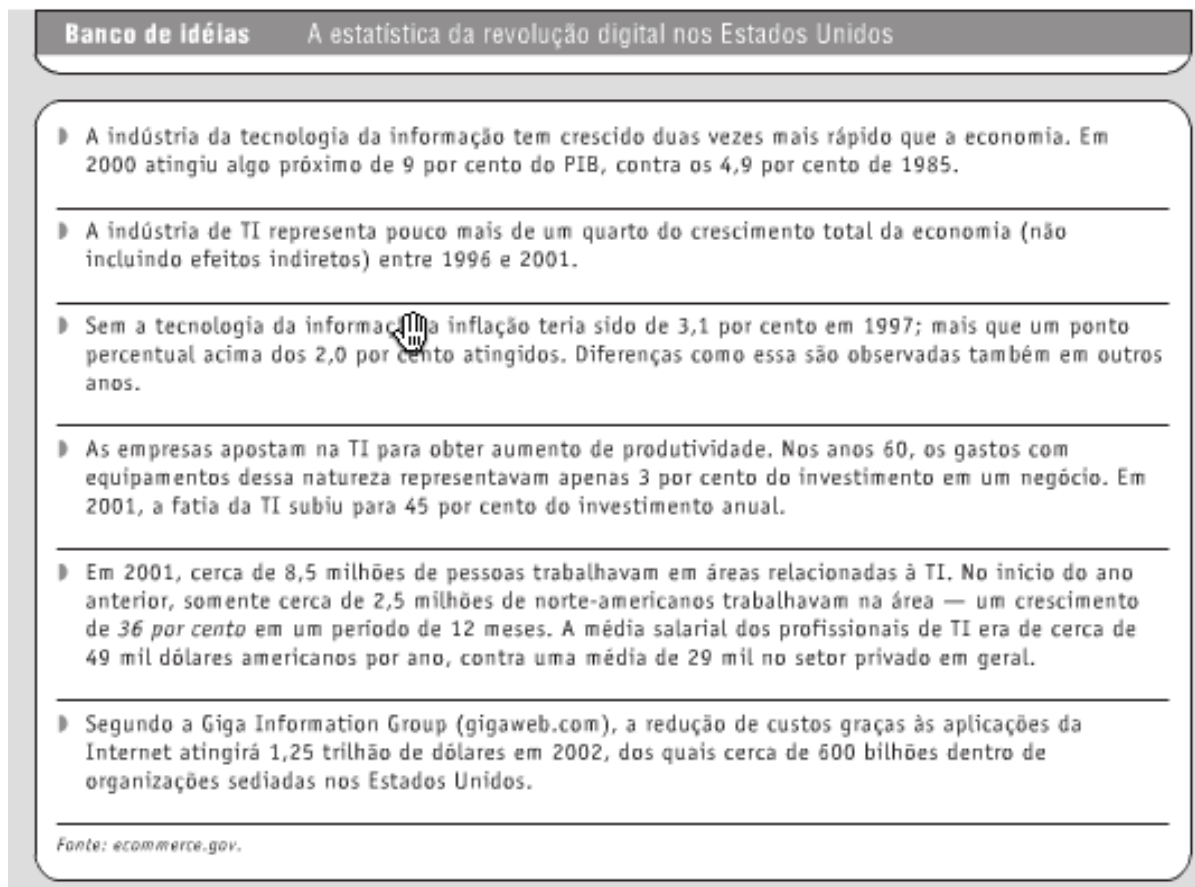 Banco de idéias A estatística da revolução digital nos Estados Unidos
A indústria da tecnologia da informação tem crescido duas vezes mais rápido que a economia. Em
2000 atingiu algo próximo de 9 por cento do PIB, contra os 4,9 por cento de 1985.
A indústria de TI representa pouco mais de um quarto do crescimento total da economia (não
incluindo efeitos indiretos) entre 1996 e 2001.
Sem a tecnologia da informação a inflação teria sido de 3,1 por cento em 1997; mais que um ponto
percentual acima dos 2,0 por cento atingidos. Diferenças como essa são observadas também em outros
anos.
As empresas apostam na TI para obter aumento de produtividade. Nos anos 60, os gastos com
equipamentos dessa natureza representavam apenas 3 por cento do investimento em um negócio. Em
2001, a fatia da TI subiu para 45 por cento do investimento anual.
Em 2001, cerca de 8,5 milhões de pessoas trabalhavam em áreas relacionadas à TI. No início do ano
anterior, somente cerca de 2,5 milhões de norte-americanos trabalhavam na área — um crescimento
de 36 por cento em um período de 12 meses. A média salarial dos profissionais de TI era de cerca de
49 mil dólares americanos por ano, contra uma média de 29 mil no setor privado em geral.
Segundo a Giga Information Group (gigaweb.com), a redução de custos graças às aplicações da
Internet atingirá 1,25 trilhão de dólares em 2002, dos quais cerca de 600 bilhões dentro de
organizações sediadas nos Estados Unidos.
Fonte: ecommerce.gov.